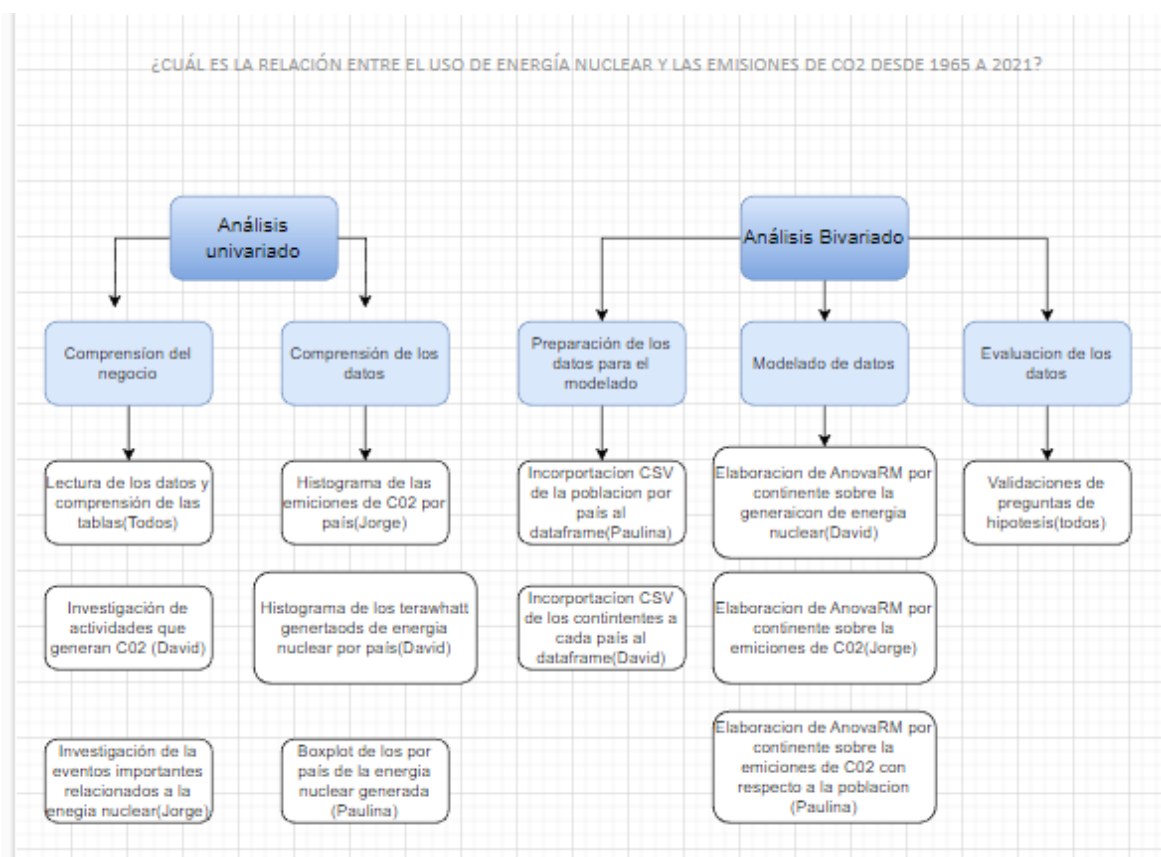 ¿CUÁL ES LA RELACIÓN ENTRE EL USO DE ENERGÍA NUCLEAR Y LAS EMISIONES DE CO2 DESDE 1965 A 2021?
Análisis
univariado
Análisis Bivariado
Comprensíon del
negocio
Comprensión de los
datos
Preparación de los
datos para el
modelado
Modelado de datos
Evaluacion de los
datos
Lectura de los datos y
comprensión de las
tablas(Todos)
Histograma de las
emiciones de C02 por
país(Jorge)
Incorportacion CSV
de la poblacion por
país al
dataframe(Paulina)
Elaboracion de AnovaRM por
continente sobre la
generaicon de energia
nuclear(David)
Validaciones de
preguntas de
hipotesís(todos)
Investigación de
actividades que
generan C02 (David)
Histograma de los terawhatt
genertaods de energia
nuclear por país(David)
Incorportacion CSV
de los contintentes a
cada país al
dataframe(David)
Elaboracion de AnovaRM por
continente sobre la
emiciones de C02(Jorge)
Investigación de la
eventos importantes
relacionados a la
enegia nuclear(Jorge)
Boxplot de los por
país de la energia
nuclear generada
(Paulina)
Elaboracion de AnovaRM por
continente sobre la
emiciones de C02 con
respecto a la poblacion
(Paulina)